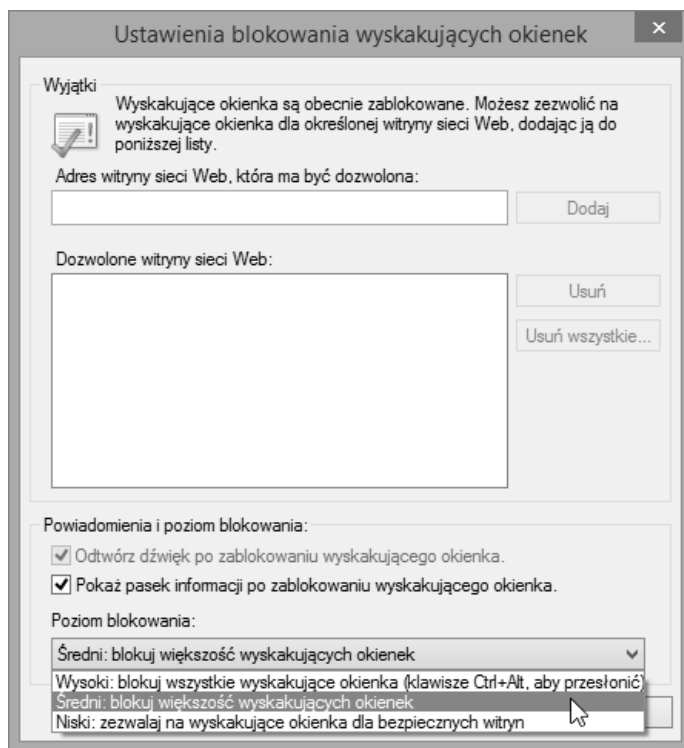 Ustawienia blokowania wyskakujących okienek
Wyjątki
Wyskakujące okienka są obecnie zablokowane. Możesz zezwolić na
wyskakujące okienka dla określonej witryny sieci Web, dodając ją do
poniższej listy.
Adres witryny sieci Web, która ma być dozwolona:
Dodaj
Dozwolone witryny sieci Web:
Usuń
Usuń wszystkie...
Powiadomienia i poziom blokowania:
Odtwórz dźwięk po zablokowaniu wyskakującego okienka.
Pokaż pasek informacji po zablokowaniu wyskakującego okienka.
Poziom blokowania:
Średni: blokuj większość wyskakujących okienek
Wysoki: blokuj wszystkie wyskakujące okienka (klawisze Ctrl+Alt, aby przesłonić)
Średni: blokuj większość wyskakujących okienek
Niski: zezwalaj na wyskakujące okienka dla bezpiecznych witryn